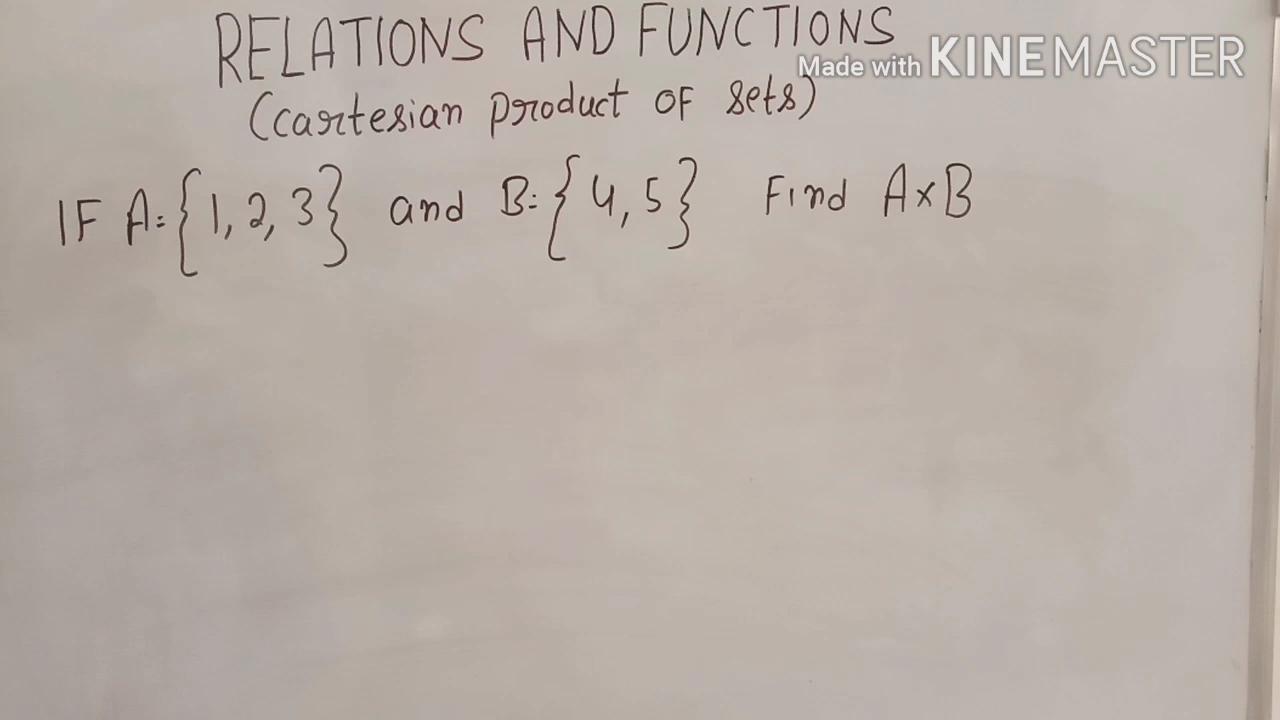 RELATIONS AND FUNCTIONS
Made with KINEMASTER
(cartesian product OF sets)
IF A = {1, 2, 3} and B = {4, 5} Find A×B